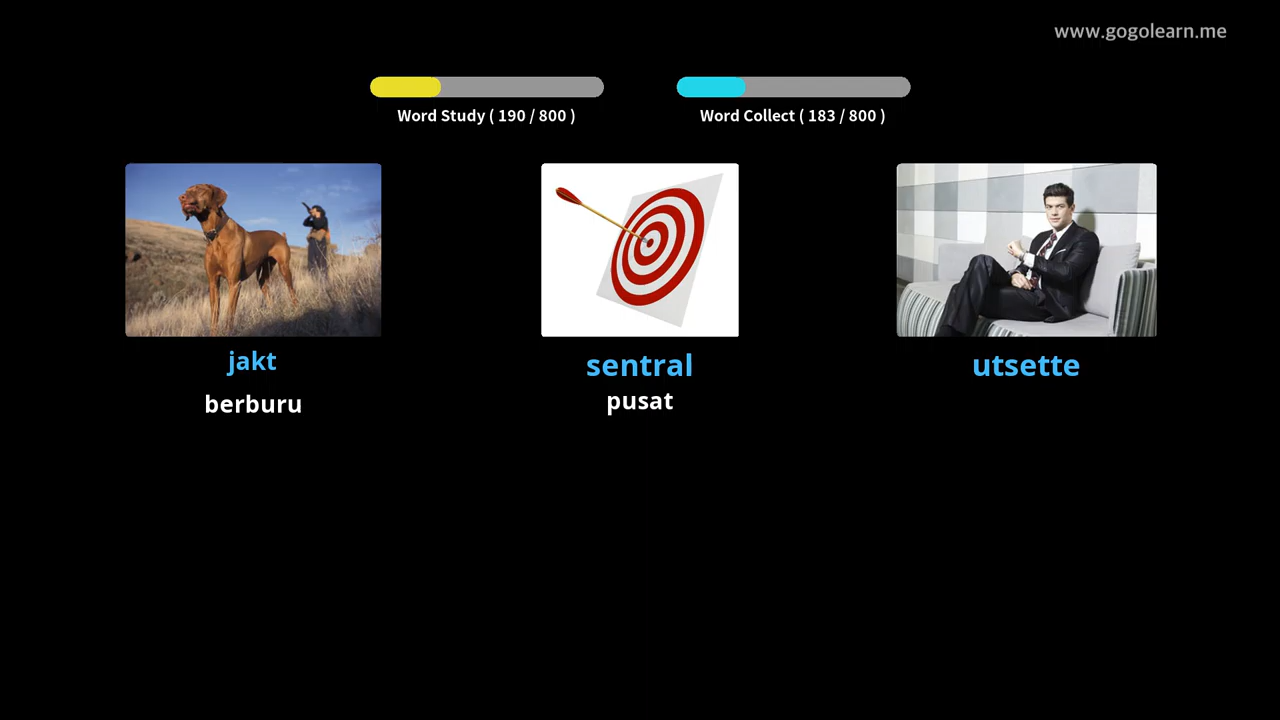 www.gogolearn.me
Word Study ( 190 / 800 )
Word Collect ( 183 / 800 )
jakt
berburu
sentral
pusat
utsette